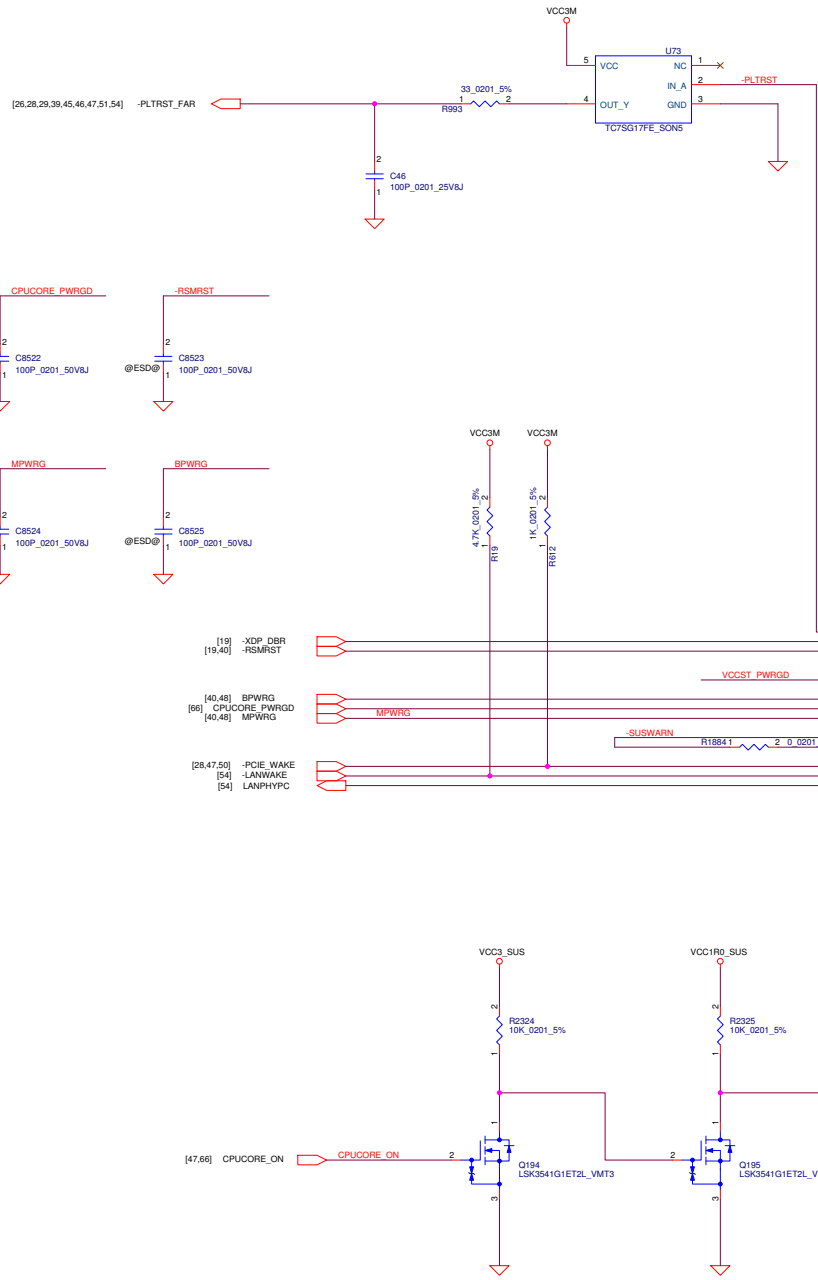 VCC3M
U73
5 VCC NC 1
IN_A 2 -PLTRST
33_0201_5%
[26,28,29,39,45,46,47,51,54] -PLTRST_FAR 1 2 4 OUT_Y GND 3
R993
TC7SG17FE_SON5
2
C46
100P_0201_25V8J
1
CPUCORE_PWRGD -RSMRST
2 2
C8522 C8523
100P_0201_50V8J @ESD@ 100P_0201_50V8J
1 1
VCC3M VCC3M
MPWRG BPWRG
2 2
4.7K_0201_5% 2 1K_0201_5% 2
C8524 C8525
100P_0201_50V8J @ESD@ 100P_0201_50V8J
1 1
1 R19 1 R612
[19] -XDP_DBR
[19,40] -RSMRST
VCCST_PWRGD
[40,48] BPWRG
[66] CPUCORE_PWRGD
[40,48] MPWRG MPWRG
-SUSWARN
R1884 1 2 0_0201
[28,47,50] -PCIE_WAKE
[54] -LANWAKE
[54] LANPHYPC
VCC3_SUS VCC1R0_SUS
2 2
R2324 R2325
10K_0201_5% 10K_0201_5%
1 1
1 1
[47,66] CPUCORE_ON CPUCORE_ON 2 2
Q194 Q195
LSK3541G1ET2L_VMT3 LSK3541G1ET2L_V
3 3